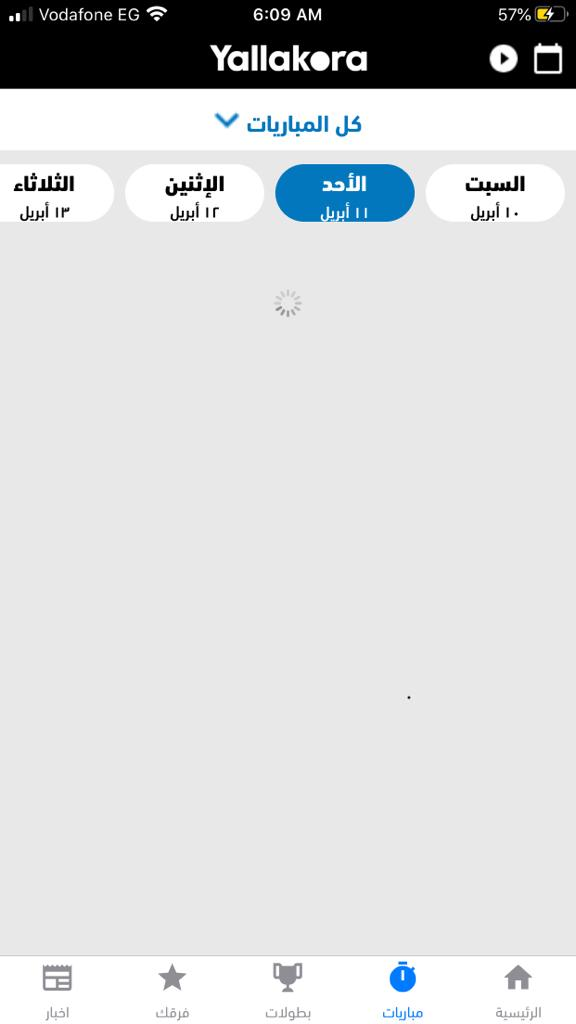 Vodafone EG
6:09 AM
57%
Yallakora
كل المباريات
السبت
١٠ أبريل
الأحد
١١ أبريل
الإثنين
١٢ أبريل
الثلاثاء
١٣ أبريل
الرئيسية
مباريات
بطولات
فرقك
اخبار